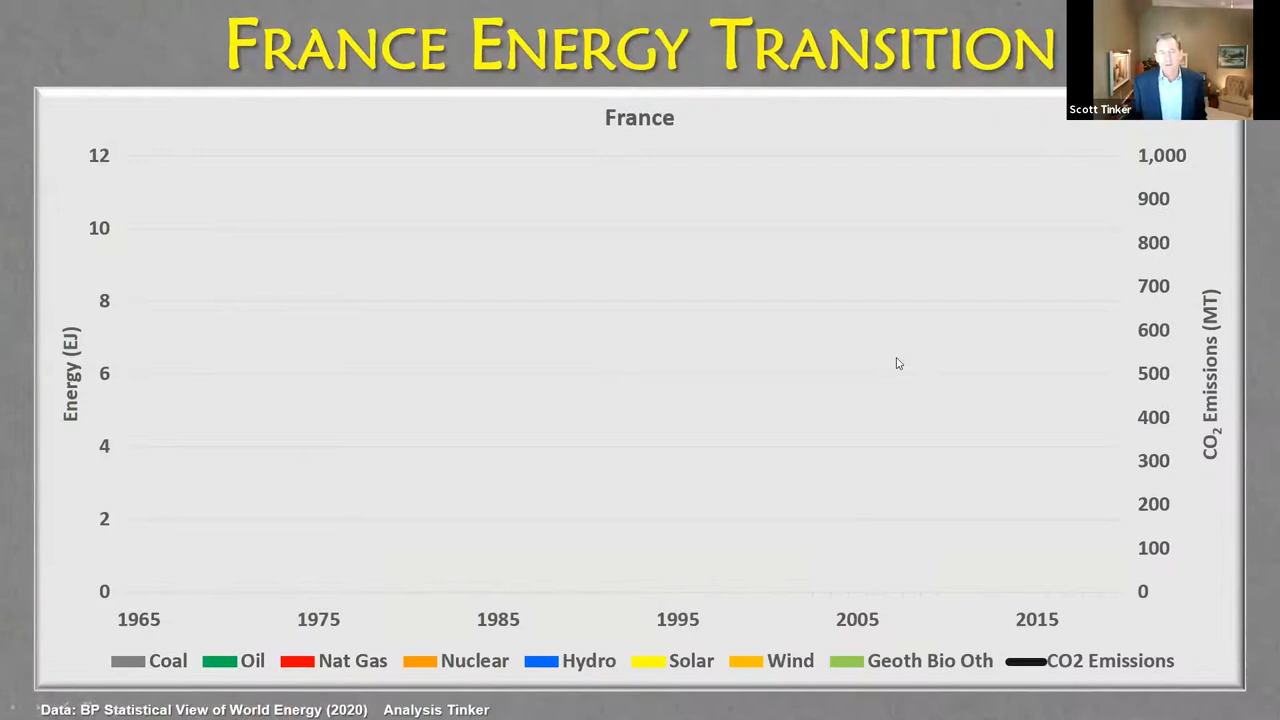 FRANCE ENERGY TRANSITION
Scott Tinker
France
12
10
8
6
4
2
0
Energy (EJ)
1,000
900
800
700
600
500
400
300
200
100
0
CO2 Emissions (MT)
1965 1975 1985 1995 2005 2015
Coal Oil Nat Gas Nuclear Hydro Solar Wind Geoth Bio Oth CO2 Emissions
Data: BP Statistical View of World Energy (2020) Analysis Tinker